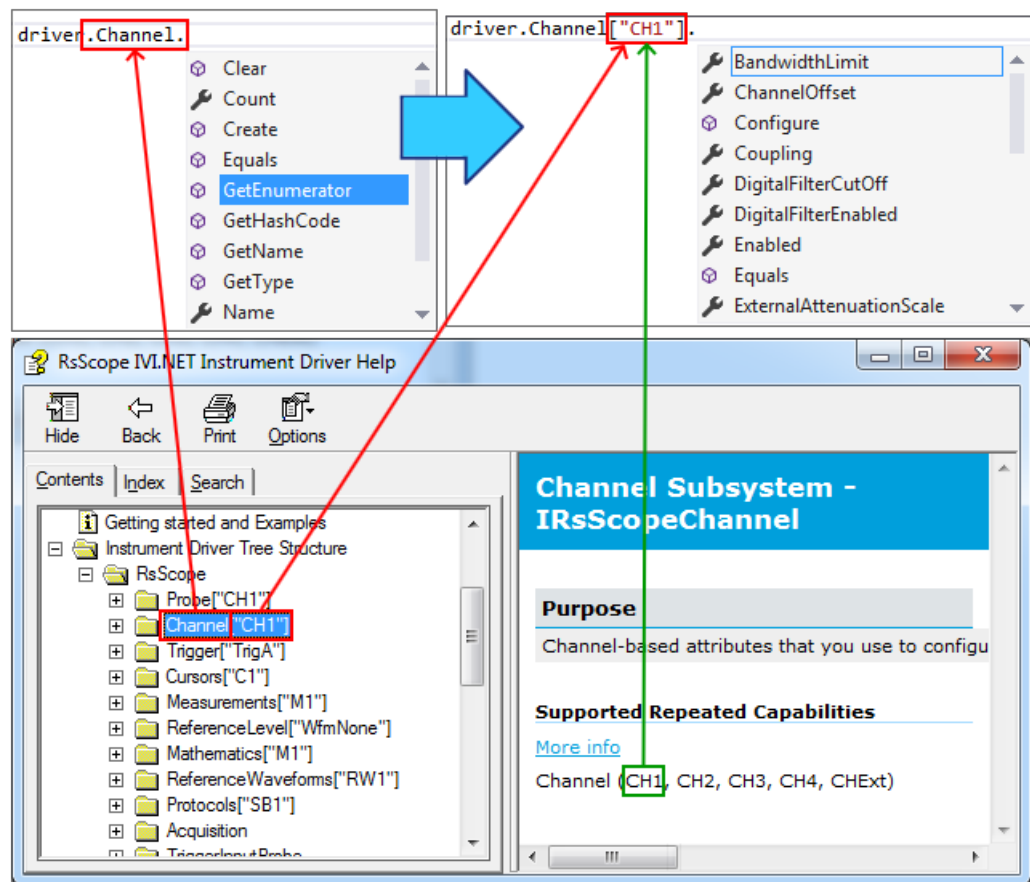 driver.Channel.
Clear
Count
Create
Equals
GetEnumerator
GetHashCode
GetName
GetType
Name
driver.Channel["CH1"].
BandwidthLimit
ChannelOffset
Configure
Coupling
DigitalFilterCutOff
DigitalFilterEnabled
Enabled
Equals
ExternalAttenuationScale
RsScope IVI.NET Instrument Driver Help
Hide Back Print Options
Contents Index Search
Getting started and Examples
Instrument Driver Tree Structure
RsScope
Probe["CH1"]
Channel["CH1"]
Trigger["TrigA"]
Cursors["C1"]
Measurements["M1"]
ReferenceLevel["WfmNone"]
Mathematics["M1"]
ReferenceWaveforms["RW1"]
Protocols["SB1"]
Acquisition
TriggerInputProbe
Channel Subsystem -
IRsScopeChannel
Purpose
Channel-based attributes that you use to configu
Supported Repeated Capabilities
More info
Channel (CH1, CH2, CH3, CH4, CHExt)